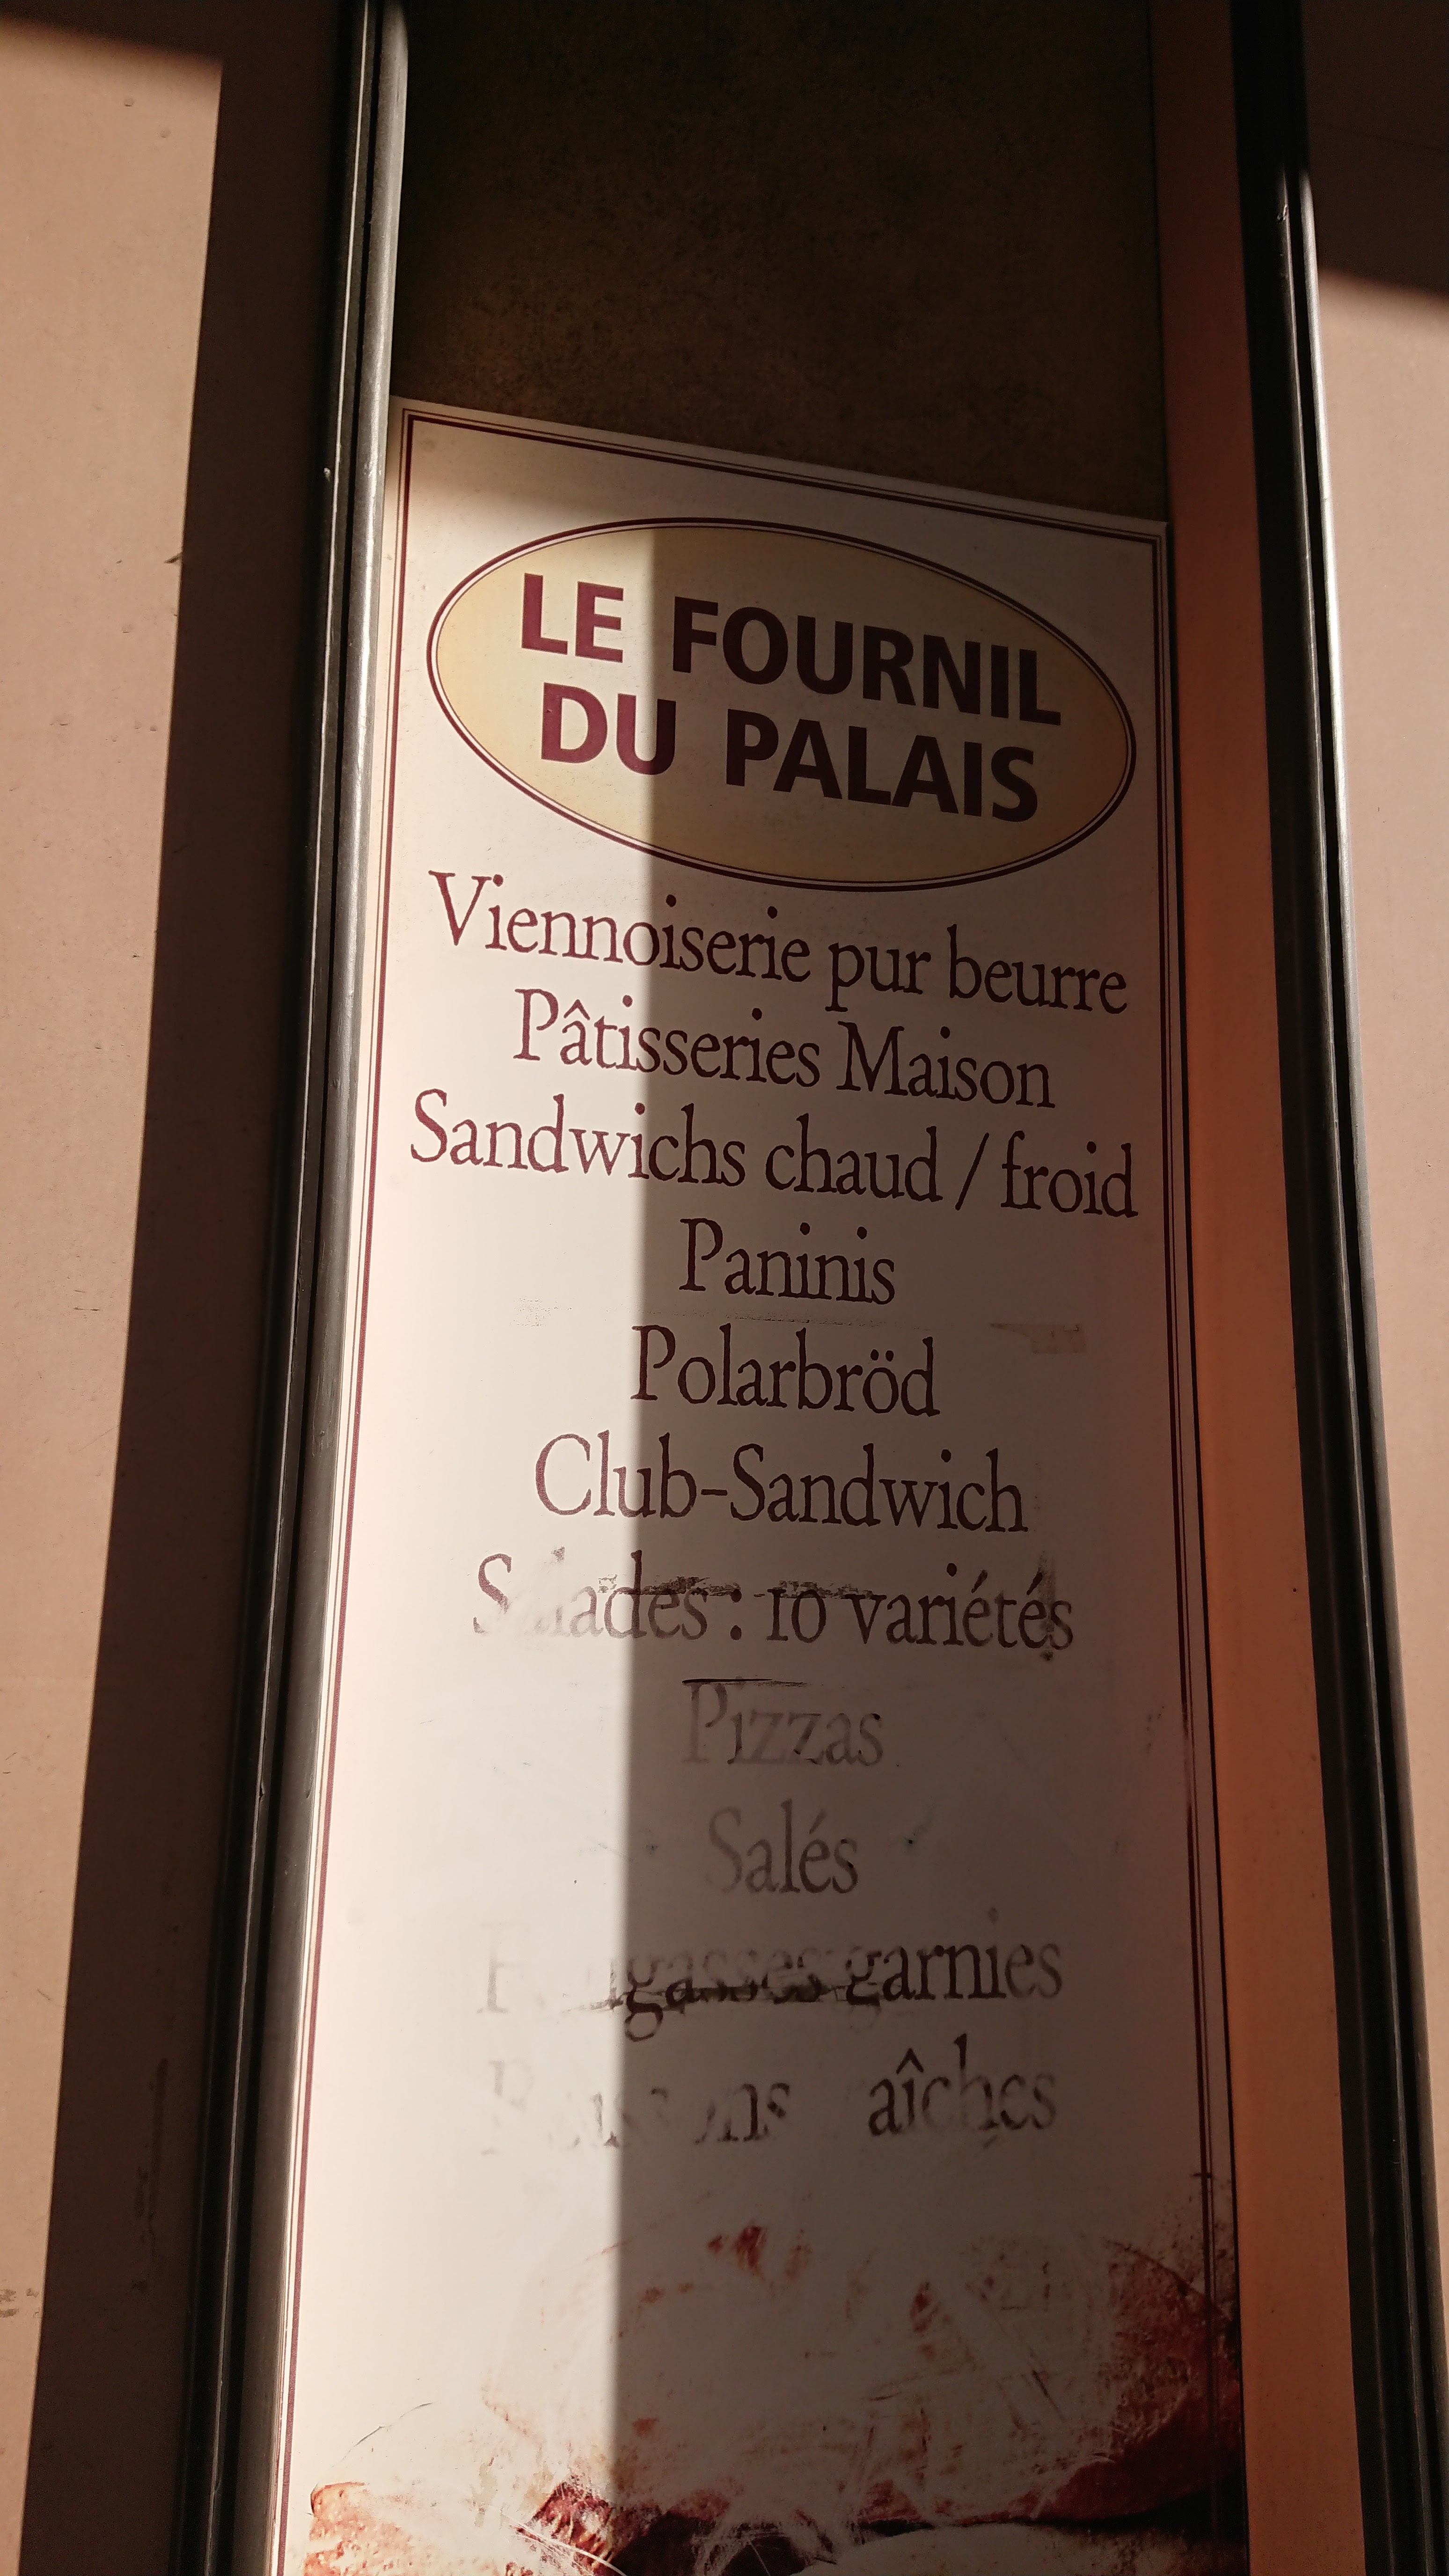 LE FOURNIL
DU PALAIS
Viennoiserie pur beurre
Pâtisseries Maison
Sandwichs chaud / froid
Paninis
Polarbröd
Club-Sandwich
Salades : 10 variétés
Pizzas
Salés
garnies